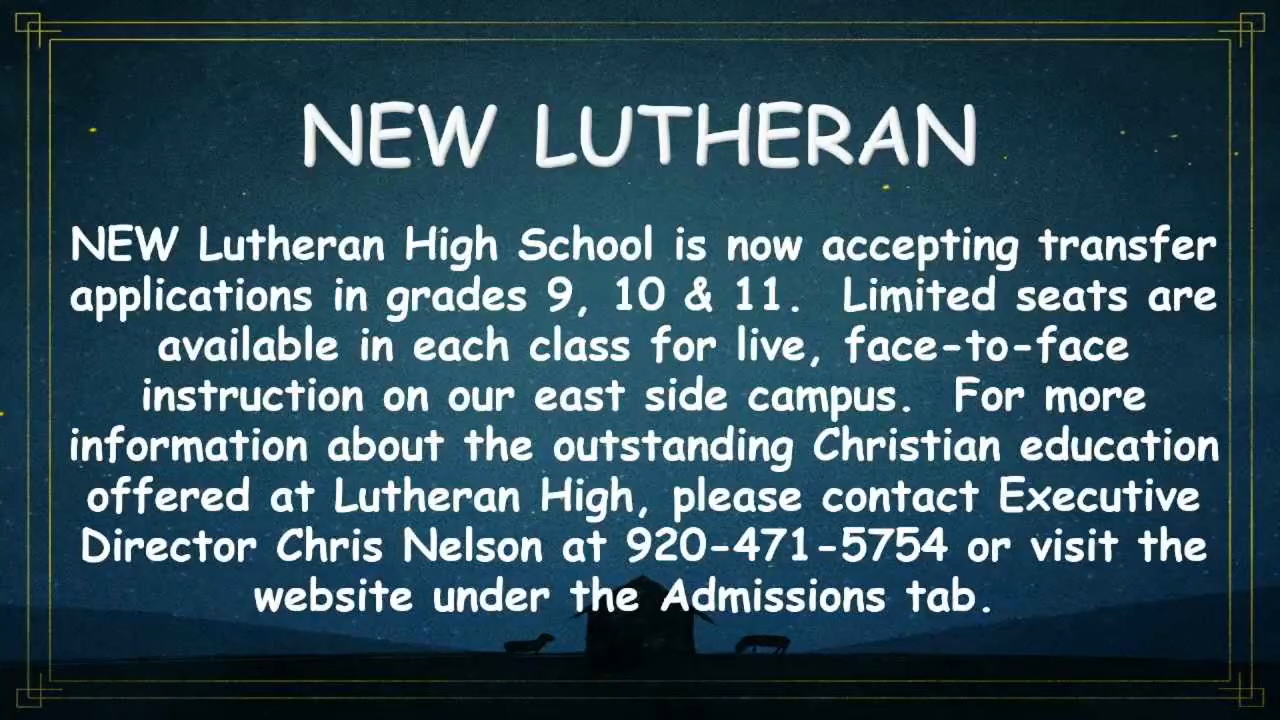 NEW LUTHERAN
NEW Lutheran High School is now accepting transfer
applications in grades 9, 10 & 11.  Limited seats are
available in each class for live, face-to-face
instruction on our east side campus.  For more
information about the outstanding Christian education
offered at Lutheran High, please contact Executive
Director Chris Nelson at 920-471-5754 or visit the
website under the Admissions tab.